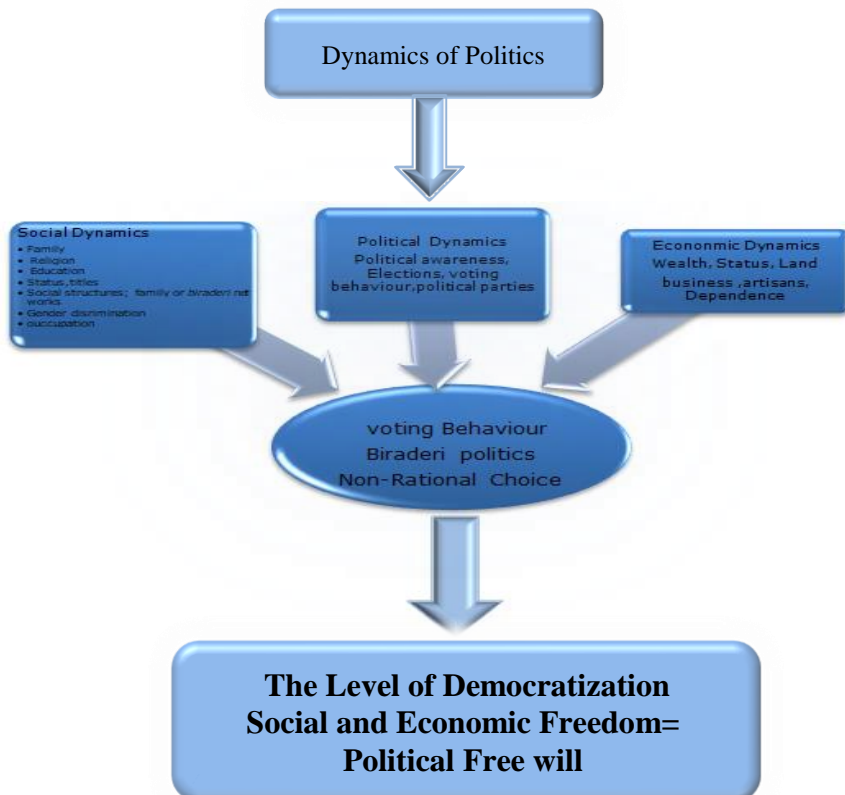 Dynamics of Politics
Social Dynamics
• Family
• Religion
• Education
• Status,titles
• Social structures; family or biraderi net
works
• Gender disrimination
• ouccupation
Political Dynamics
Political awareness,
Elections, voting
behaviour,political parties
Econonmic Dynamics
Wealth, Status, Land
business ,artisans,
Dependence
voting Behaviour
Biraderi politics
Non-Rational Choice
The Level of Democratization
Social and Economic Freedom=
Political Free will